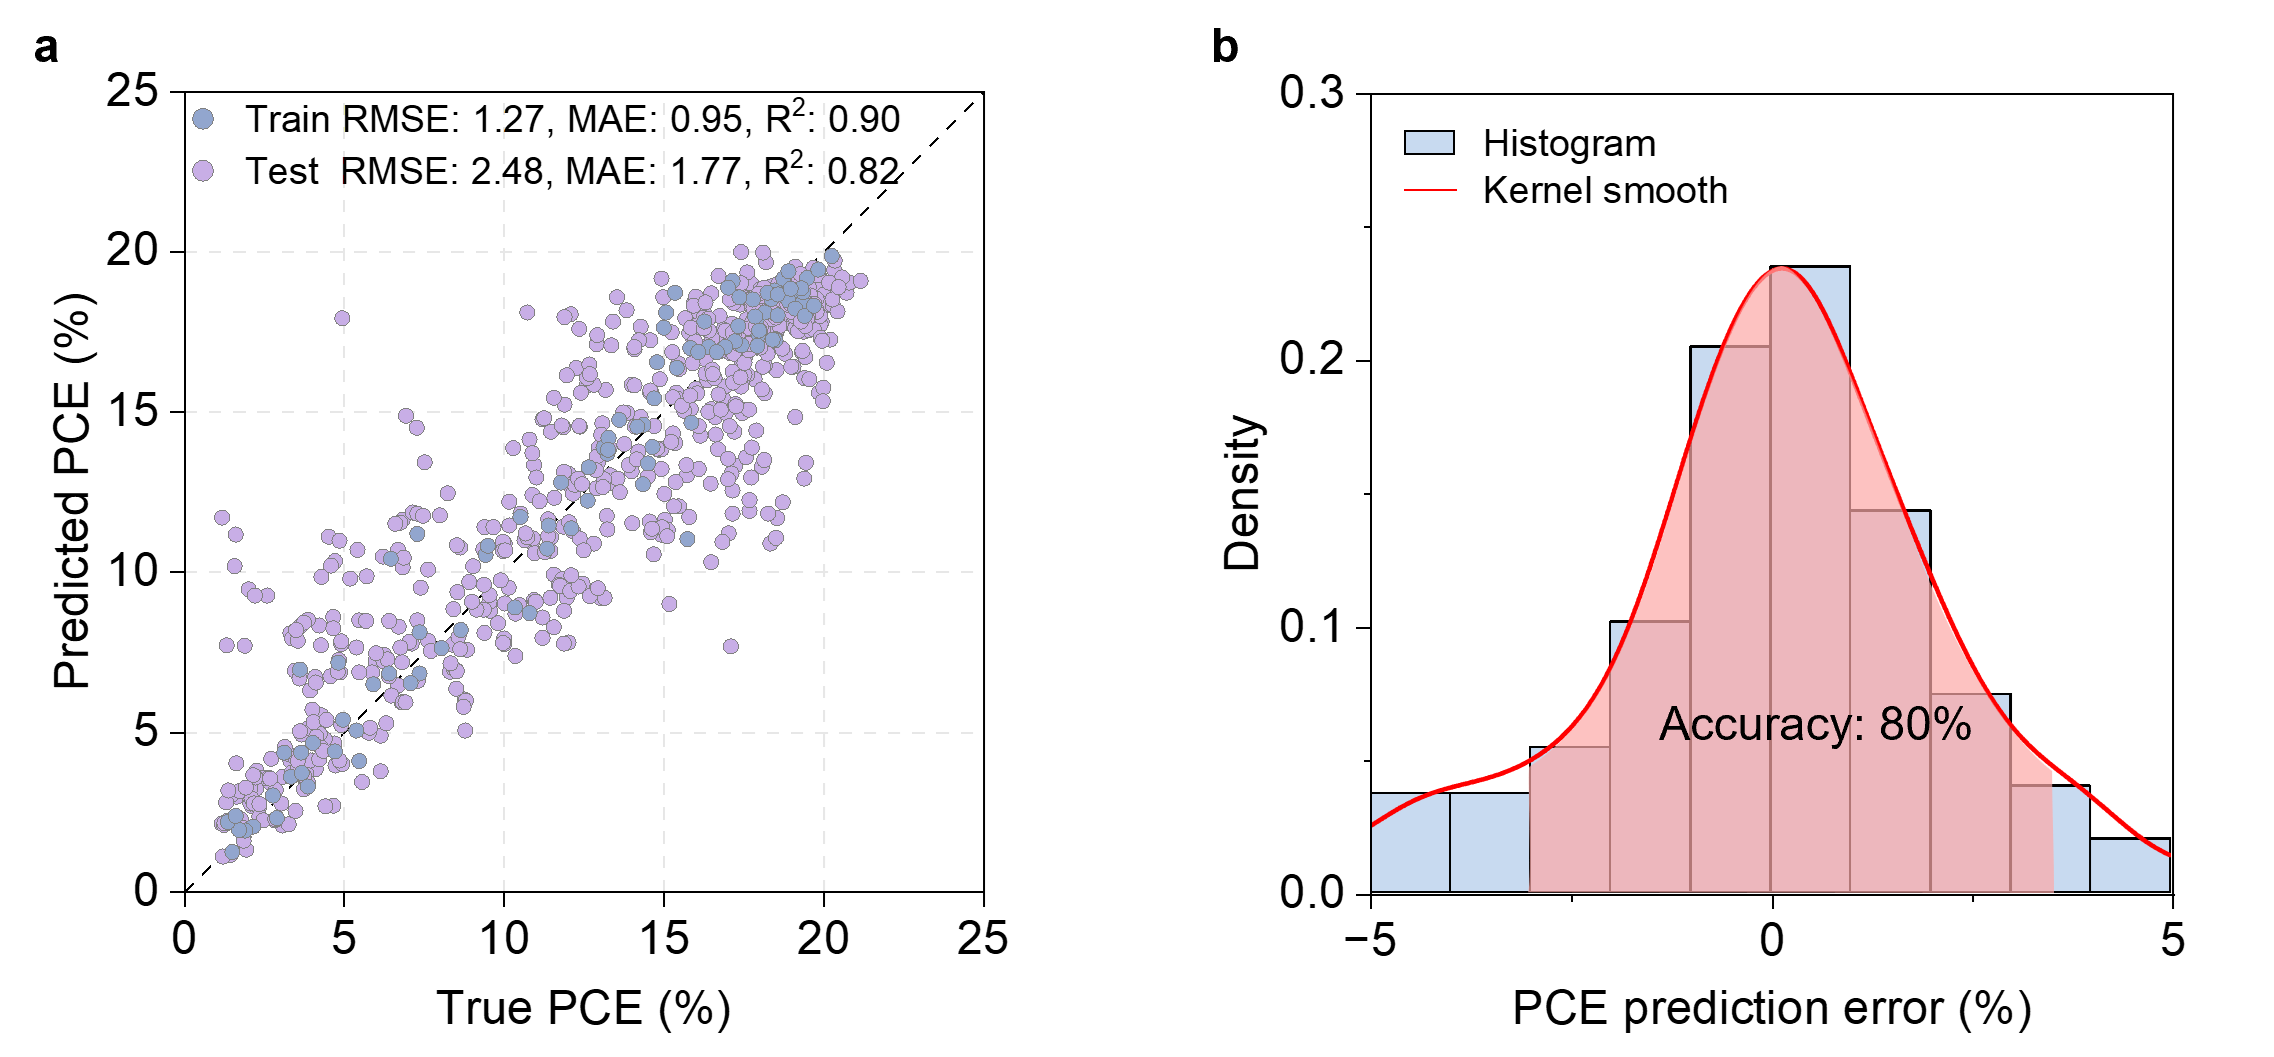 a
25
20
15
10
5
0
Predicted PCE (%)
Train RMSE: 1.27, MAE: 0.95, R²: 0.90
Test RMSE: 2.48, MAE: 1.77, R²: 0.82
0 5 10 15 20 25
True PCE (%)
b
0.3
0.2
0.1
0.0
Density
Histogram
Kernel smooth
Accuracy: 80%
−5 0 5
PCE prediction error (%)